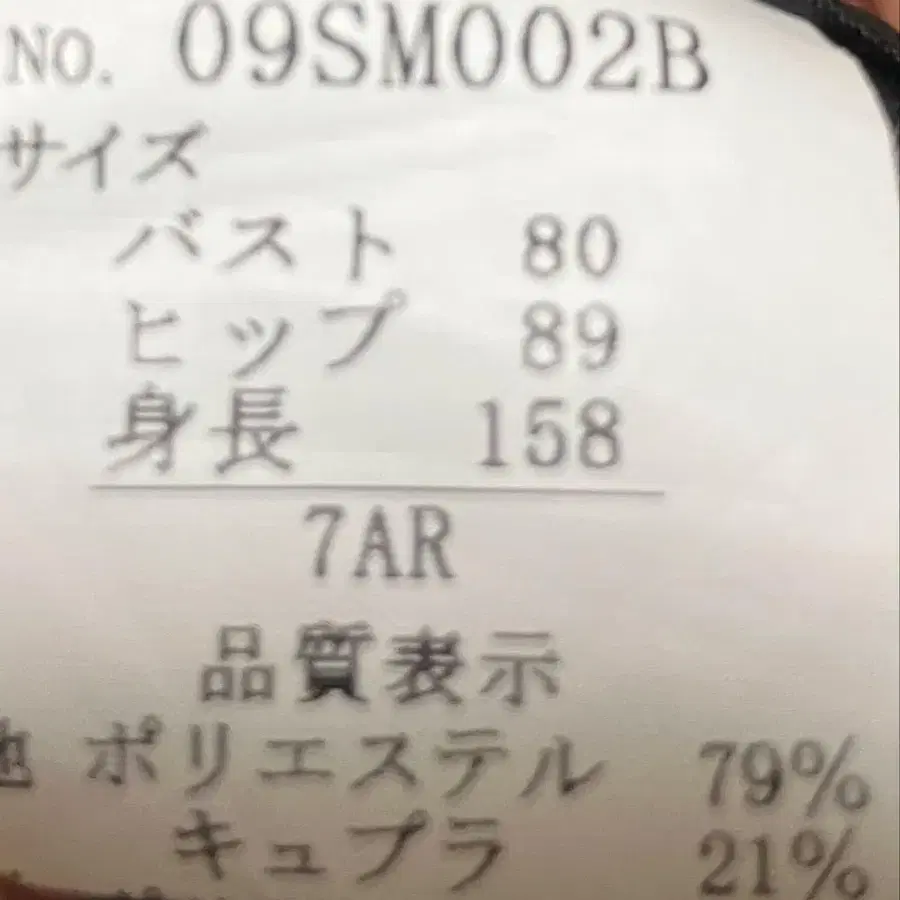 NO. 09SM002B
サイズ
バスト 80
ヒップ 89
身長 158
7AR
品質表示
地 ポリエステル 79%
キュプラ 21%